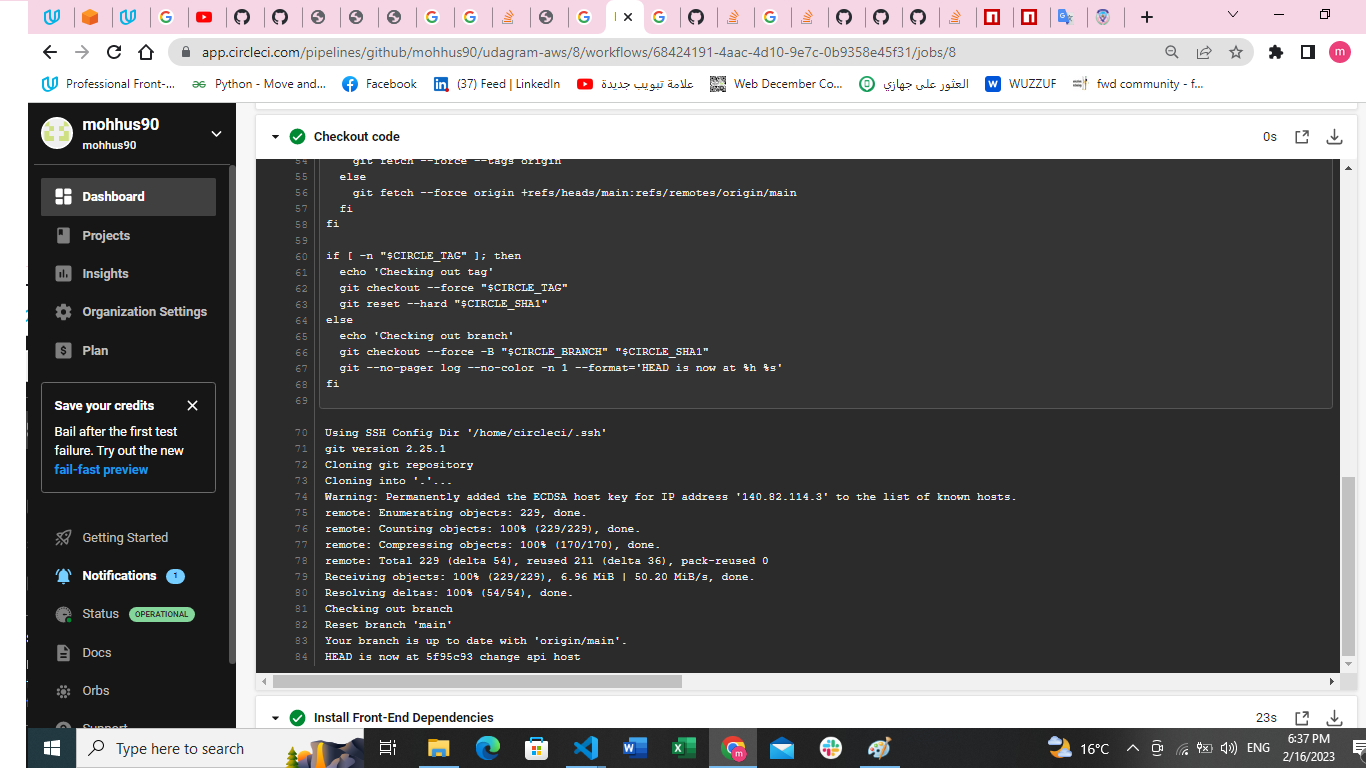 app.circleci.com/pipelines/github/mohhus90/udagram-aws/8/workflows/68424191-4aac-4d10-9e7c-0b9358e45f31/jobs/8
m
Professional Front-...
Python - Move and...
Facebook
(37) Feed | LinkedIn
علامة تبويب جديدة
Web December Co...
العثور على جهازي
WUZZUF
fwd community - f...
mohhus90
mohhus90
Dashboard
Projects
Insights
Organization Settings
Plan
Save your credits
Bail after the first test
failure. Try out the new
fail-fast preview
Getting Started
Notifications 1
Status OPERATIONAL
Docs
Orbs
Support
Checkout code 0s
54 git fetch --force --tags origin
55 else
56 git fetch --force origin +refs/heads/main:refs/remotes/origin/main
57 fi
58 fi
59
60 if [ -n "$CIRCLE_TAG" ]; then
61 echo 'Checking out tag'
62 git checkout --force "$CIRCLE_TAG"
63 git reset --hard "$CIRCLE_SHA1"
64 else
65 echo 'Checking out branch'
66 git checkout --force -B "$CIRCLE_BRANCH" "$CIRCLE_SHA1"
67 git --no-pager log --no-color -n 1 --format='HEAD is now at %h %s'
68 fi
69
70 Using SSH Config Dir '/home/circleci/.ssh'
71 git version 2.25.1
72 Cloning git repository
73 Cloning into '.'...
74 Warning: Permanently added the ECDSA host key for IP address '140.82.114.3' to the list of known hosts.
75 remote: Enumerating objects: 229, done.
76 remote: Counting objects: 100% (229/229), done.
77 remote: Compressing objects: 100% (170/170), done.
78 remote: Total 229 (delta 54), reused 211 (delta 36), pack-reused 0
79 Receiving objects: 100% (229/229), 6.96 MiB | 50.20 MiB/s, done.
80 Resolving deltas: 100% (54/54), done.
81 Checking out branch
82 Reset branch 'main'
83 Your branch is up to date with 'origin/main'.
84 HEAD is now at 5f95c93 change api host
Install Front-End Dependencies 23s
Type here to search
16°C
ENG
6:37 PM
2/16/2023